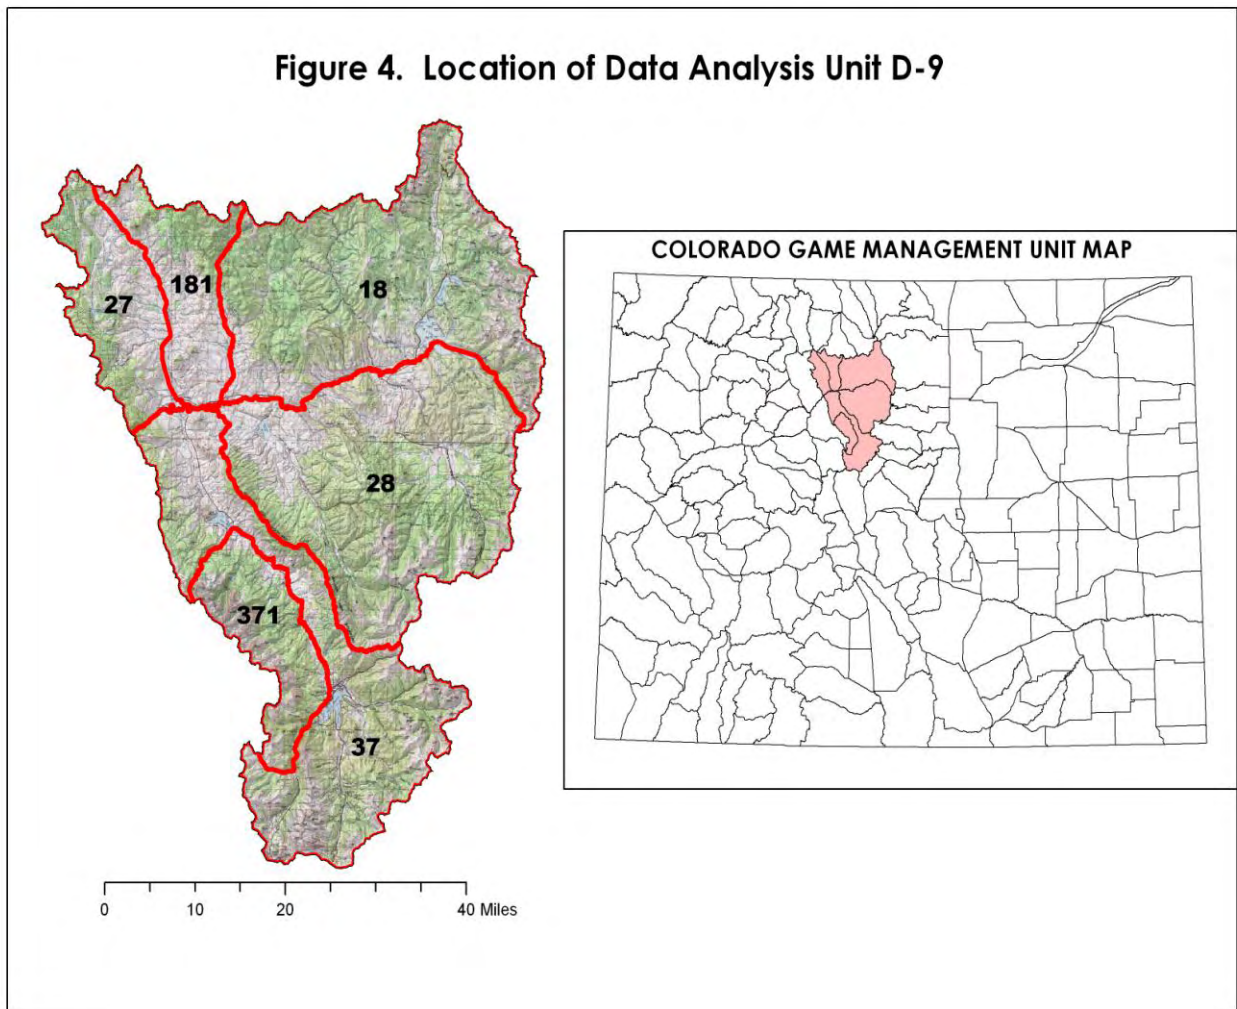 Figure 4. Location of Data Analysis Unit D-9
COLORADO GAME MANAGEMENT UNIT MAP
27
181
18
28
371
37
0 10 20 40 Miles